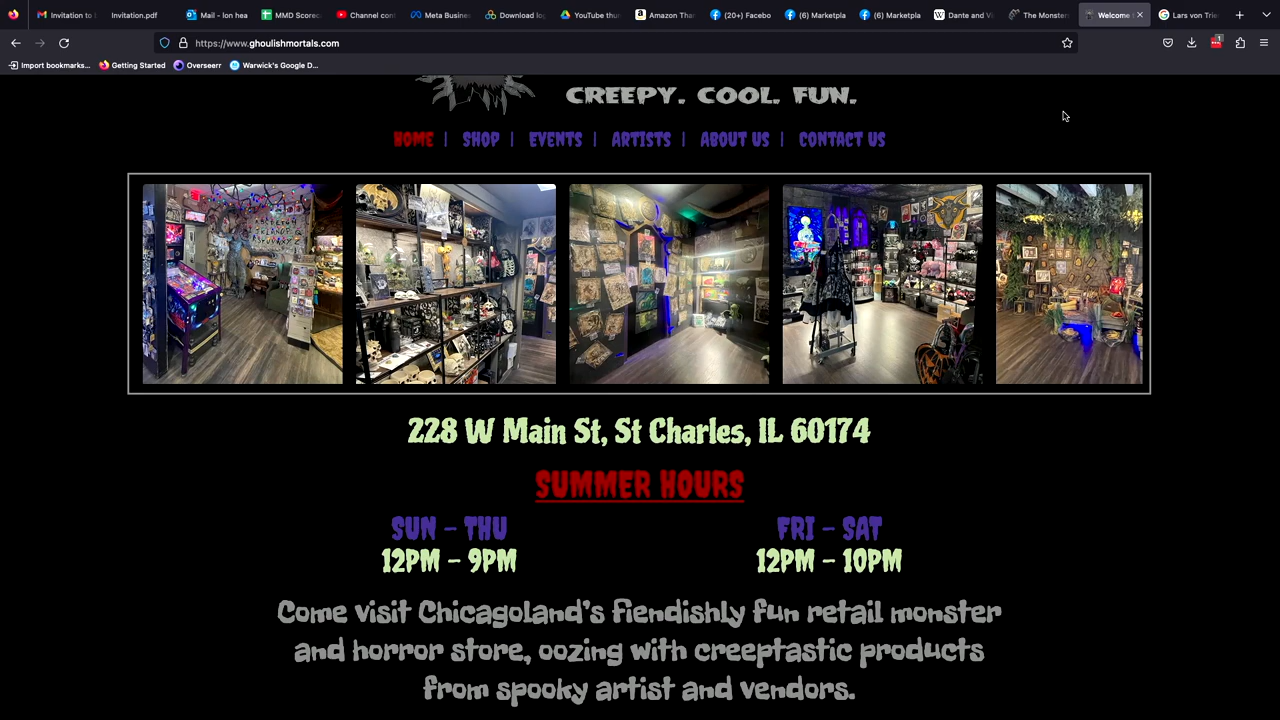 Invitation to
Invitation.pdf
Mail - Ion hea
MMD Scorec
Channel con
Meta Busine
Download lo
YouTube thu
Amazon Tha
(20+) Facebo
(6) Marketpla
(6) Marketpla
Dante and Vi
The Monster
Welcome
Lars von Trie
https://www.ghoulishmortals.com
1
Import bookmarks...
Getting Started
Overseerr
Warwick's Google D...
CREEPY. COOL. FUN.
HOME | SHOP | EVENTS | ARTISTS | ABOUT US | CONTACT US
228 W Main St, St Charles, IL 60174
SUMMER HOURS
SUN - THU
12PM - 9PM
FRI - SAT
12PM - 10PM
Come visit Chicagoland's fiendishly fun retail monster
and horror store, oozing with creeptastic products
from spooky artist and vendors.